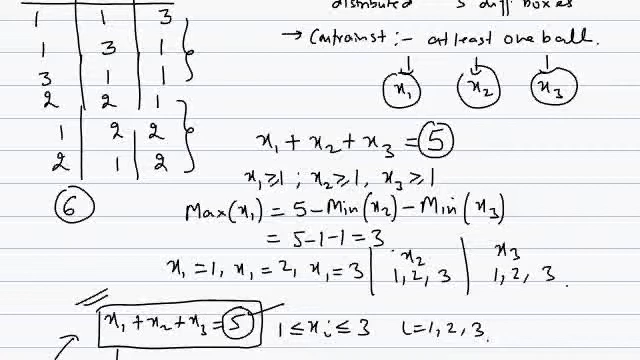 distributed 3 diff boxes
→ Contrainst :- at least one ball.
1 1 3
1 3 1
3 1 1
2 2 1
1 2 2
2 1 2
6
x₁ x₂ x₃
x₁ + x₂ + x₃ = 5
x₁ ≥ 1 ; x₂ ≥ 1, x₃ ≥ 1
Max(x₁) = 5 - Min(x₂) - Min(x₃)
= 5-1-1 = 3
x₁ = 1, x₁ = 2, x₁ = 3 | x₂ | x₃
1, 2, 3 | 1, 2, 3.
x₁ + x₂ + x₃ = 5 1 ≤ xi ≤ 3 i=1, 2, 3.